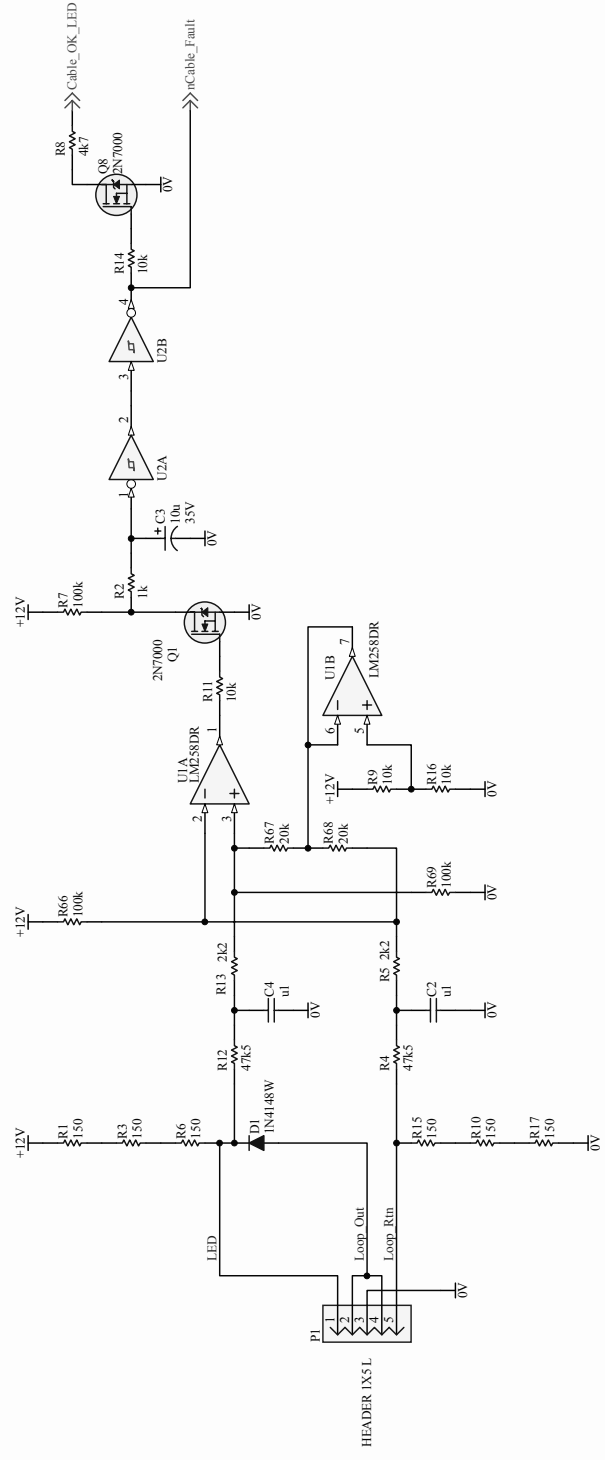 HEADER 1X5 L
P1
1
2
3
4
5
0V
LED
Loop_Out
Loop_Rtn
+12V
R1
150
R3
150
R6
150
D1
1N4148W
R15
150
R10
150
R17
150
0V
R12
47k5
R4
47k5
C4
u1
0V
C2
u1
0V
R13
2k2
R5
2k2
+12V
R66
100k
R69
100k
0V
R67
20k
R68
20k
2
3
1
U1A
LM258DR
+12V
R9
10k
R16
10k
0V
6
5
7
U1B
LM258DR
R11
10k
2N7000
Q1
0V
+12V
R7
100k
R2
1k
+
C3
10u
35V
0V
1
2
U2A
3
4
U2B
R14
10k
Q8
2N7000
0V
R8
4k7
Cable_OK_LED
nCable_Fault